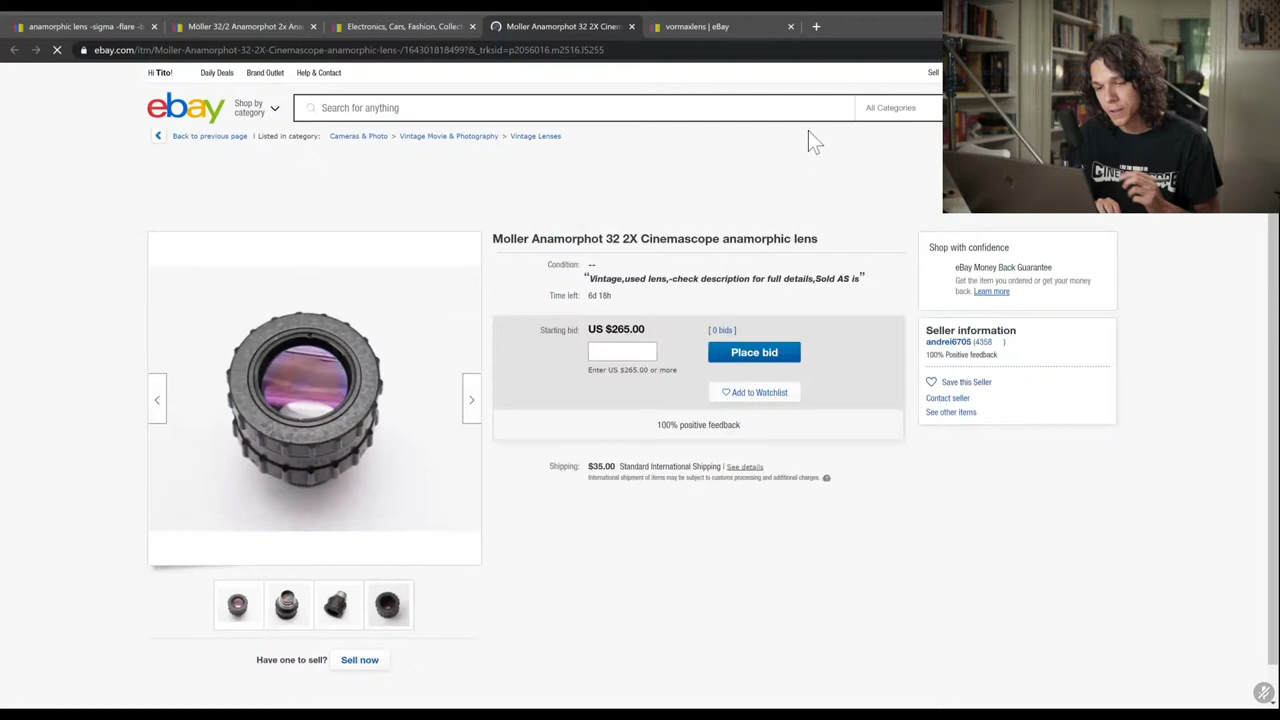 anamorphic lens -sigma -flare -b
Möller 32/2 Anamorphot 2x Ana
Electronics, Cars, Fashion, Collect
Moller Anamorphot 32 2X Cinem
vormaxlens | eBay
ebay.com/itm/Moller-Anamorphot-32-2X-Cinemascope-anamorphic-lens-/164301818499?&_trksid=p2056016.m2516.l5255
Hi Tito!
Daily Deals
Brand Outlet
Help & Contact
Sell
ebay
Shop by category
Search for anything
All Categories
Back to previous page | Listed in category: Cameras & Photo > Vintage Movie & Photography > Vintage Lenses
Moller Anamorphot 32 2X Cinemascope anamorphic lens
Condition: --
“Vintage,used lens,-check description for full details,Sold AS is”
Time left: 6d 18h
Starting bid: US $265.00 [ 0 bids ]
Place bid
Enter US $265.00 or more
Add to Watchlist
100% positive feedback
Shipping: $35.00 Standard International Shipping | See details
International shipment of items may be subject to customs processing and additional charges.
Shop with confidence
eBay Money Back Guarantee
Get the item you ordered or get your money
back. Learn more
Seller information
andrei6705 (4358 )
100% Positive feedback
Save this Seller
Contact seller
See other items
Have one to sell? Sell now
CINEMASCOPE